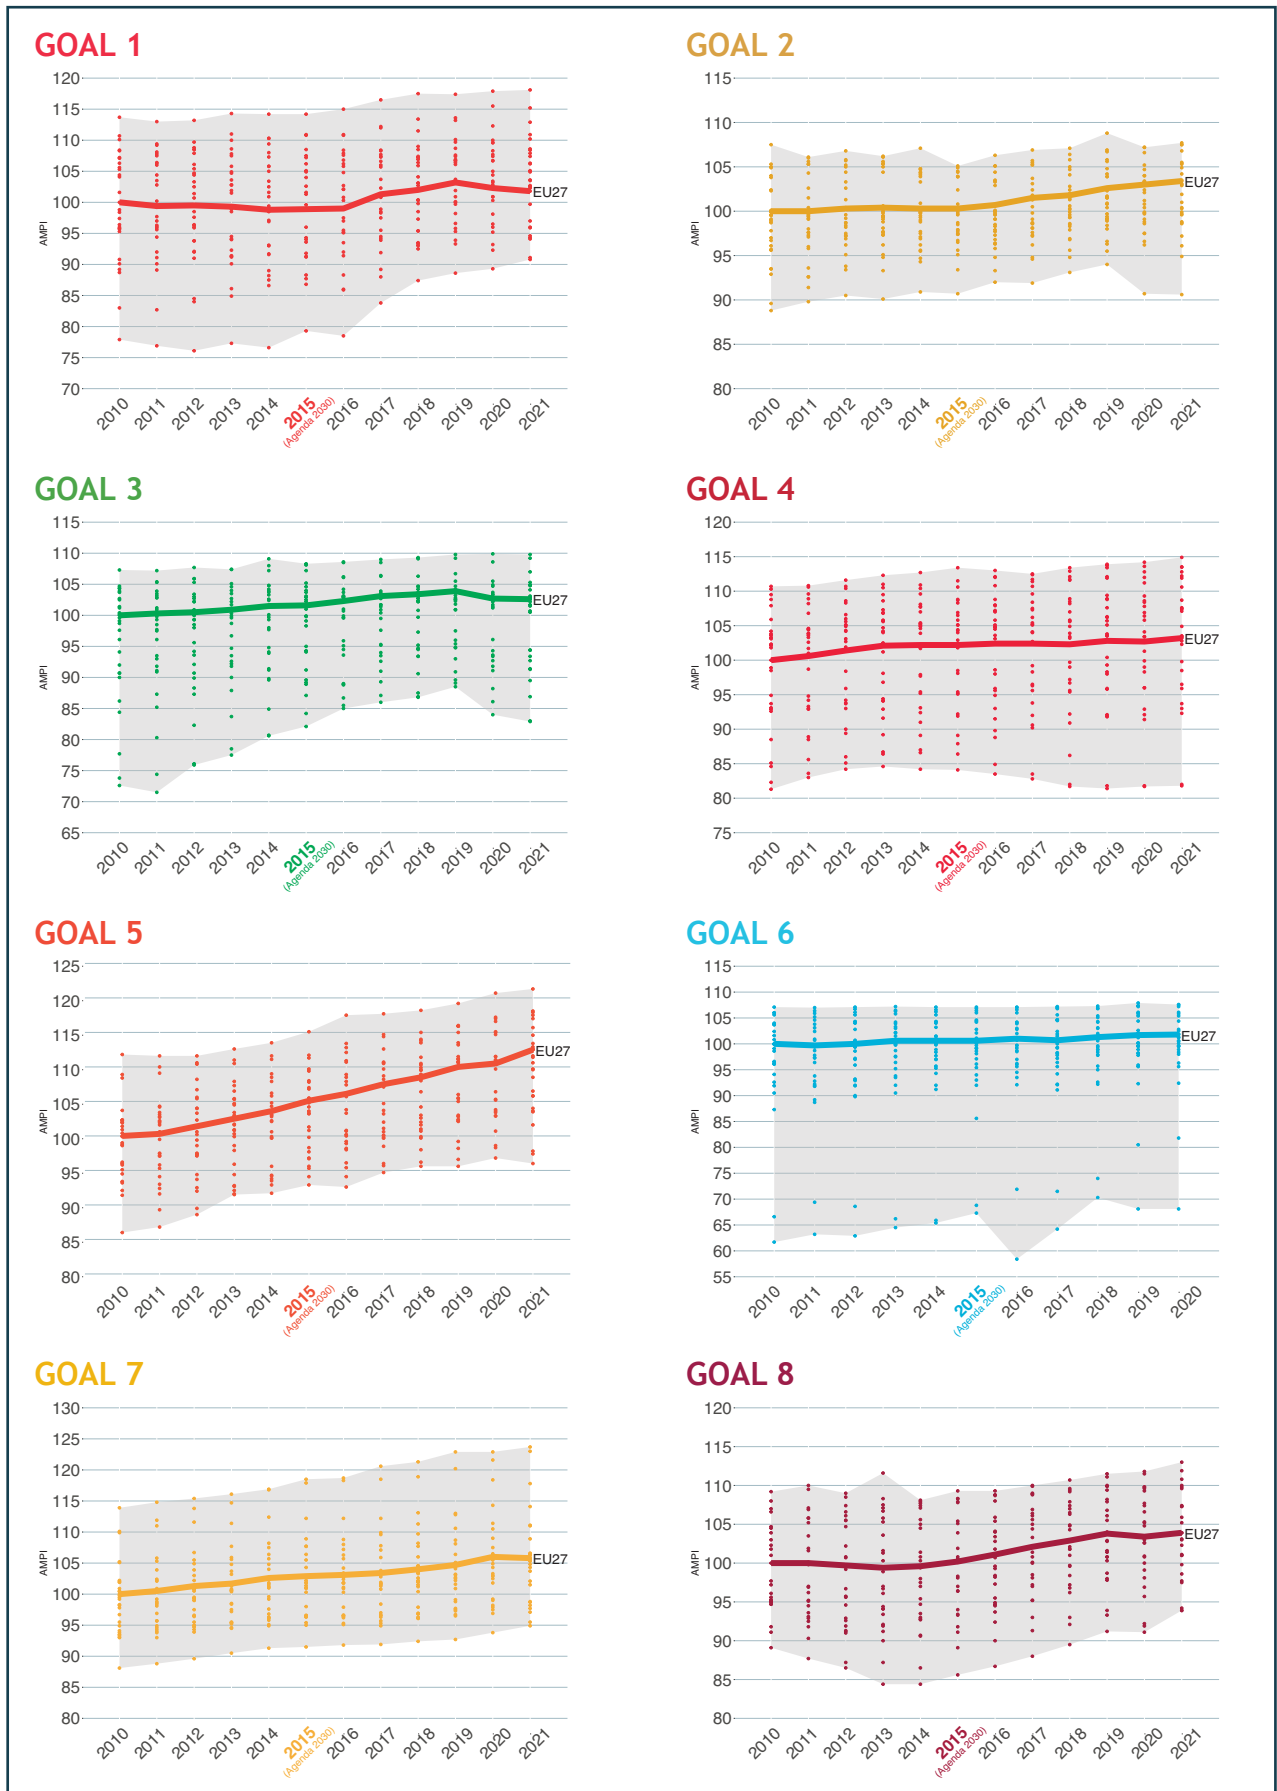 GOAL 1
AMPI
120
115
110
105
100
95
90
85
80
75
70
EU27
2010 2011 2012 2013 2014 2015 2016 2017 2018 2019 2020 2021
(Agenda 2030)
GOAL 2
AMPI
115
110
105
100
95
90
85
80
EU27
2010 2011 2012 2013 2014 2015 2016 2017 2018 2019 2020 2021
(Agenda 2030)
GOAL 3
AMPI
115
110
105
100
95
90
85
80
75
70
65
EU27
2010 2011 2012 2013 2014 2015 2016 2017 2018 2019 2020 2021
(Agenda 2030)
GOAL 4
AMPI
120
115
110
105
100
95
90
85
80
75
EU27
2010 2011 2012 2013 2014 2015 2016 2017 2018 2019 2020 2021
(Agenda 2030)
GOAL 5
AMPI
125
120
115
110
105
100
95
90
85
80
EU27
2010 2011 2012 2013 2014 2015 2016 2017 2018 2019 2020 2021
(Agenda 2030)
GOAL 6
AMPI
115
110
105
100
95
90
85
80
75
70
65
60
55
EU27
2010 2011 2012 2013 2014 2015 2016 2017 2018 2019 2020
(Agenda 2030)
GOAL 7
AMPI
130
125
120
115
110
105
100
95
90
85
80
EU27
2010 2011 2012 2013 2014 2015 2016 2017 2018 2019 2020 2021
(Agenda 2030)
GOAL 8
AMPI
120
115
110
105
100
95
90
85
80
EU27
2010 2011 2012 2013 2014 2015 2016 2017 2018 2019 2020 2021
(Agenda 2030)